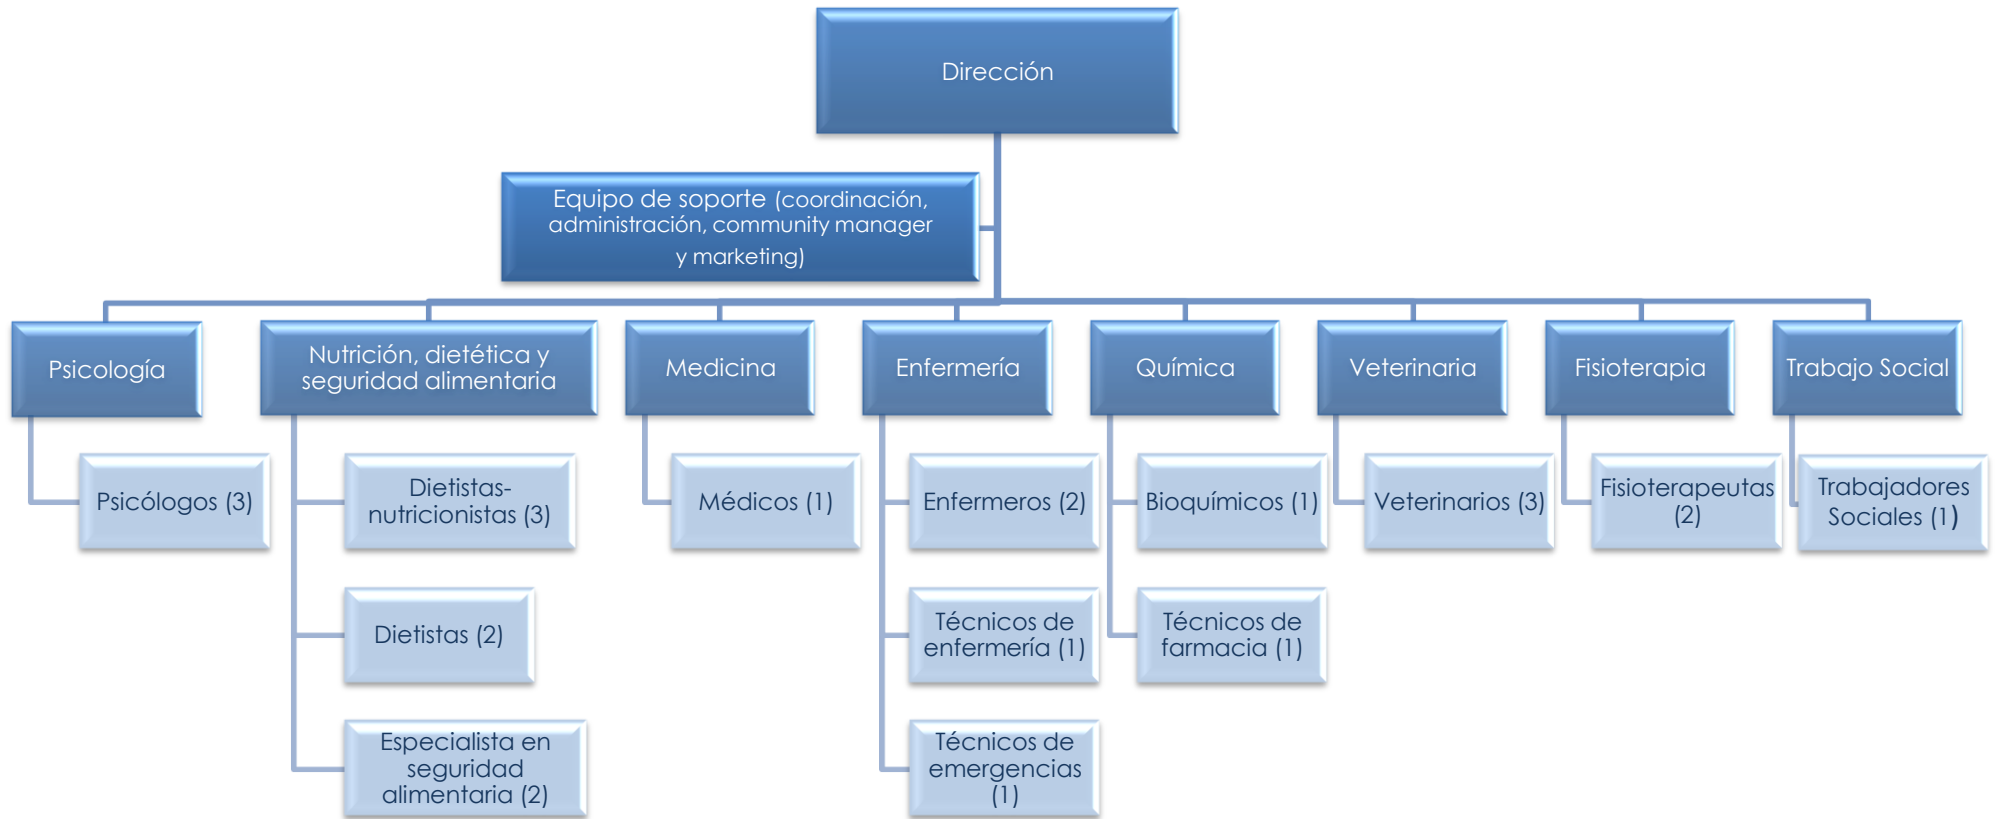 Dirección
Equipo de soporte (coordinación,
administración, community manager
y marketing)
Psicología
Nutrición, dietética y
seguridad alimentaria
Medicina
Enfermería
Química
Veterinaria
Fisioterapia
Trabajo Social
Psicólogos (3)
Dietistas-
nutricionistas (3)
Médicos (1)
Enfermeros (2)
Bioquímicos (1)
Veterinarios (3)
Fisioterapeutas
(2)
Trabajadores
Sociales (1)
Dietistas (2)
Técnicos de
enfermería (1)
Técnicos de
farmacia (1)
Especialista en
seguridad
alimentaria (2)
Técnicos de
emergencias
(1)